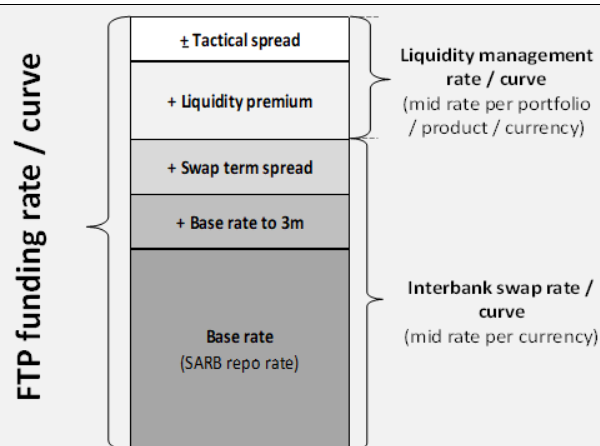 FTP funding rate / curve
± Tactical spread
+ Liquidity premium
+ Swap term spread
+ Base rate to 3m
Base rate
(SARB repo rate)
Liquidity management
rate / curve
(mid rate per portfolio
/ product / currency)
Interbank swap rate /
curve
(mid rate per currency)